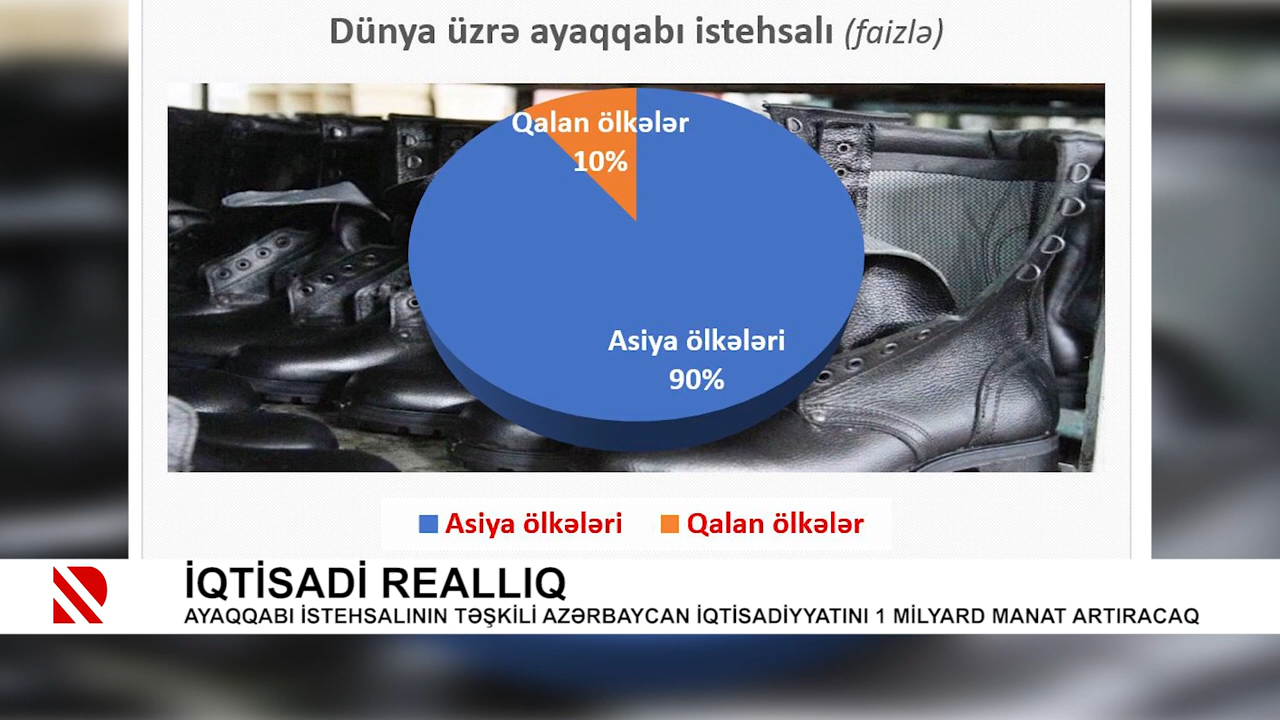 Dünya üzrə ayaqqabı istehsalı (faizlə)
Qalan ölkələr
10%
Asiya ölkələri
90%
Asiya ölkələri
Qalan ölkələr
İQTİSADİ REALLIQ
AYAQQABI İSTEHSALININ TƏŞKİLİ AZƏRBAYCAN İQTİSADİYYATINI 1 MİLYARD MANAT ARTIRACAQ